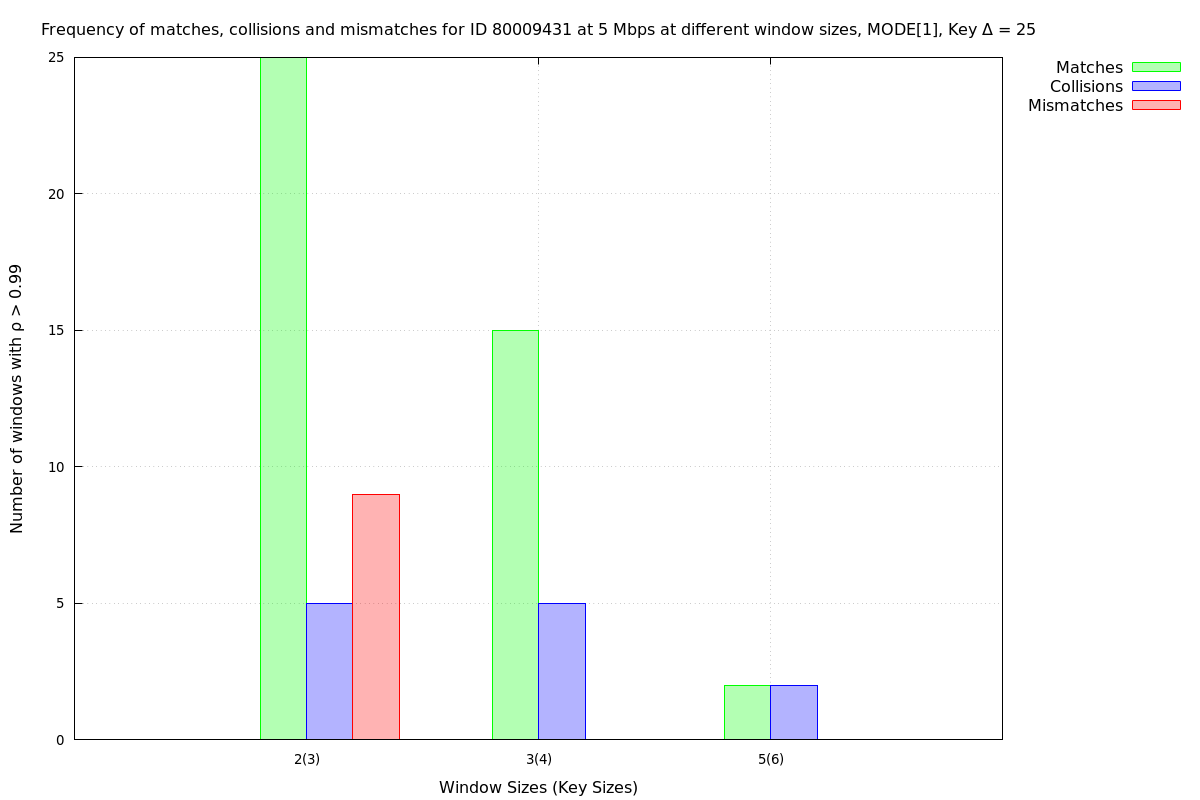 Frequency of matches, collisions and mismatches for ID 80009431 at 5 Mbps at different window sizes, MODE[1], Key Δ = 25
Matches
Collisions
Mismatches
Number of windows with ρ > 0.99
25
20
15
10
5
0
2(3) 3(4) 5(6)
Window Sizes (Key Sizes)